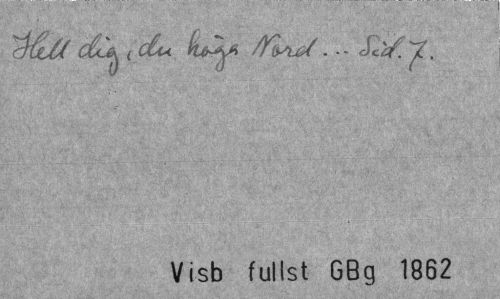 Hell dig, du höga Nord... Sid. 7.
Visb fullst GBg 1862